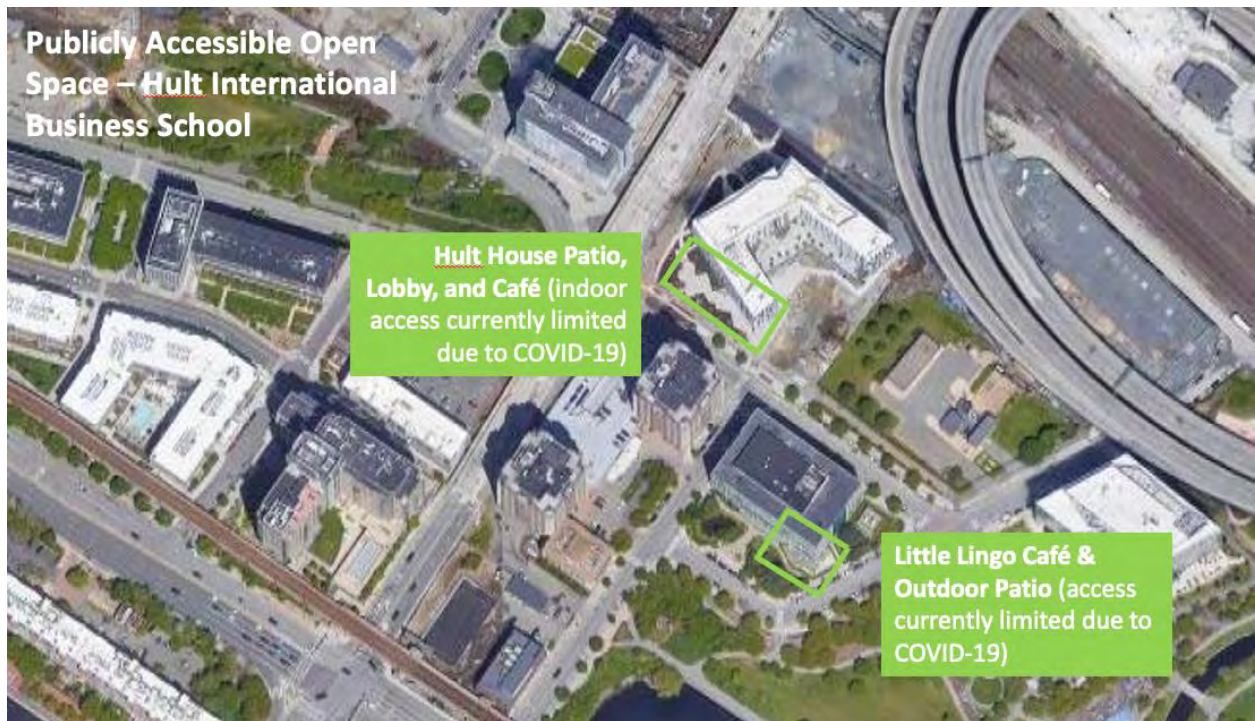 Publicly Accessible Open
Space – Hult International
Business School
Hult House Patio,
Lobby, and Café (indoor
access currently limited
due to COVID-19)
Little Lingo Café &
Outdoor Patio (access
currently limited due to
COVID-19)